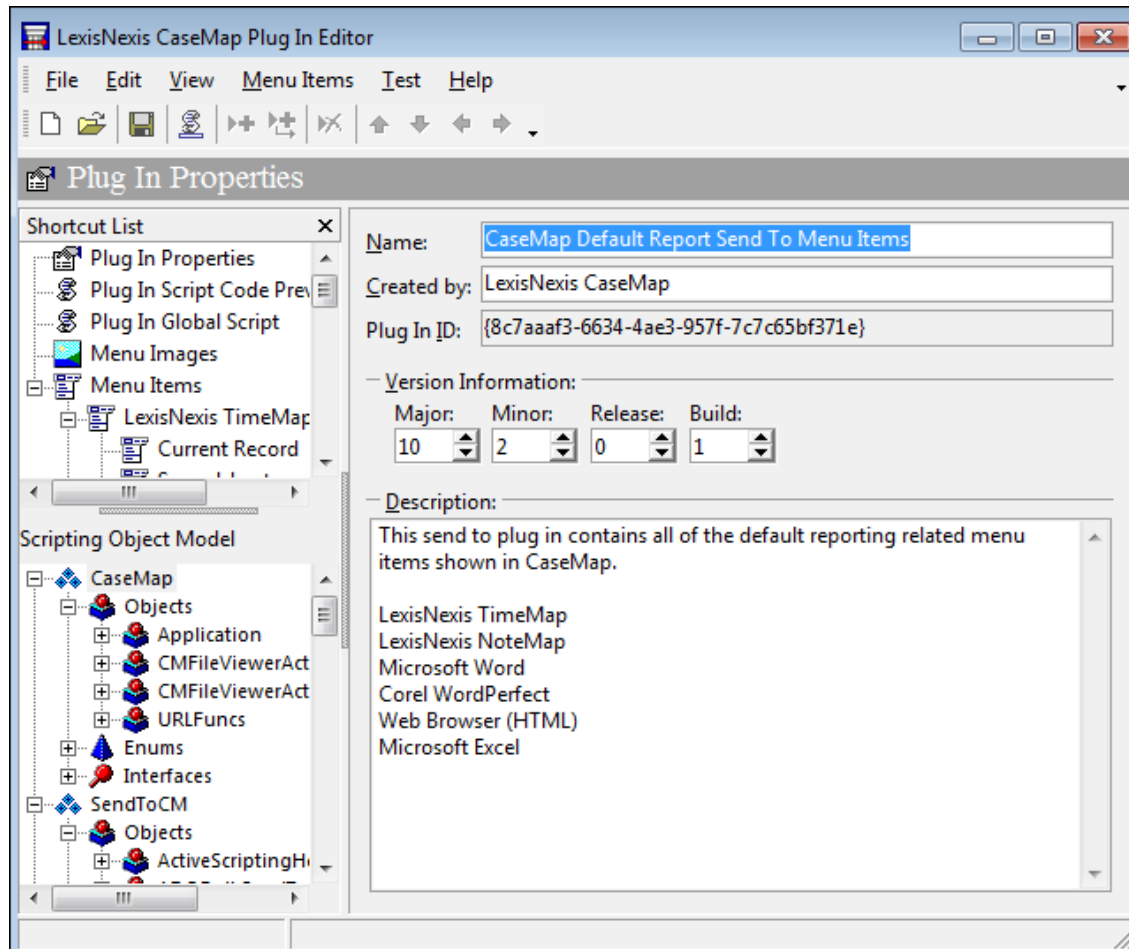 LexisNexis CaseMap Plug In Editor
File Edit View Menu Items Test Help
Plug In Properties
Shortcut List
Plug In Properties
Plug In Script Code Prev
Plug In Global Script
Menu Images
Menu Items
LexisNexis TimeMap
Current Record
Scripting Object Model
CaseMap
Objects
Application
CMFileViewerAct
CMFileViewerAct
URLFuncs
Enums
Interfaces
SendToCM
Objects
ActiveScriptingH
Name: CaseMap Default Report Send To Menu Items
Created by: LexisNexis CaseMap
Plug In ID: {8c7aaaf3-6634-4ae3-957f-7c7c65bf371e}
Version Information:
Major: Minor: Release: Build:
10 2 0 1
Description:
This send to plug in contains all of the default reporting related menu
items shown in CaseMap.
LexisNexis TimeMap
LexisNexis NoteMap
Microsoft Word
Corel WordPerfect
Web Browser (HTML)
Microsoft Excel